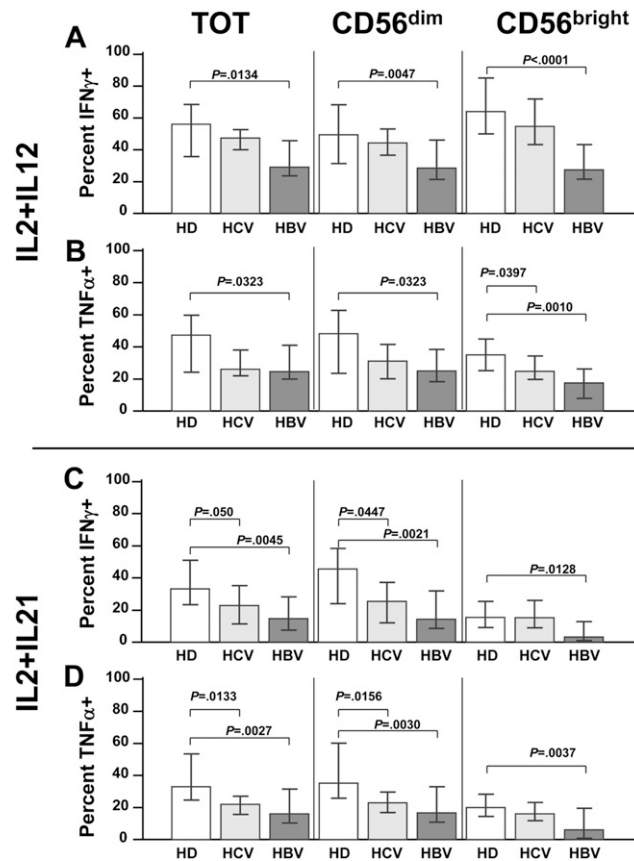 TOT CD56dim CD56bright
IL2+IL12
A
Percent IFNγ+
100
80
60
40
20
0
P=.0134 P=.0047 P<.0001
HD HCV HBV HD HCV HBV HD HCV HBV
B
Percent TNFα+
100
80
60
40
20
0
P=.0323 P=.0323 P=.0397
P=.0010
HD HCV HBV HD HCV HBV HD HCV HBV
IL2+IL21
C
Percent IFNγ+
100
80
60
40
20
0
P=.050 P=.0447
P=.0045 P=.0021 P=.0128
HD HCV HBV HD HCV HBV HD HCV HBV
D
Percent TNFα+
100
80
60
40
20
0
P=.0133 P=.0156
P=.0027 P=.0030 P=.0037
HD HCV HBV HD HCV HBV HD HCV HBV